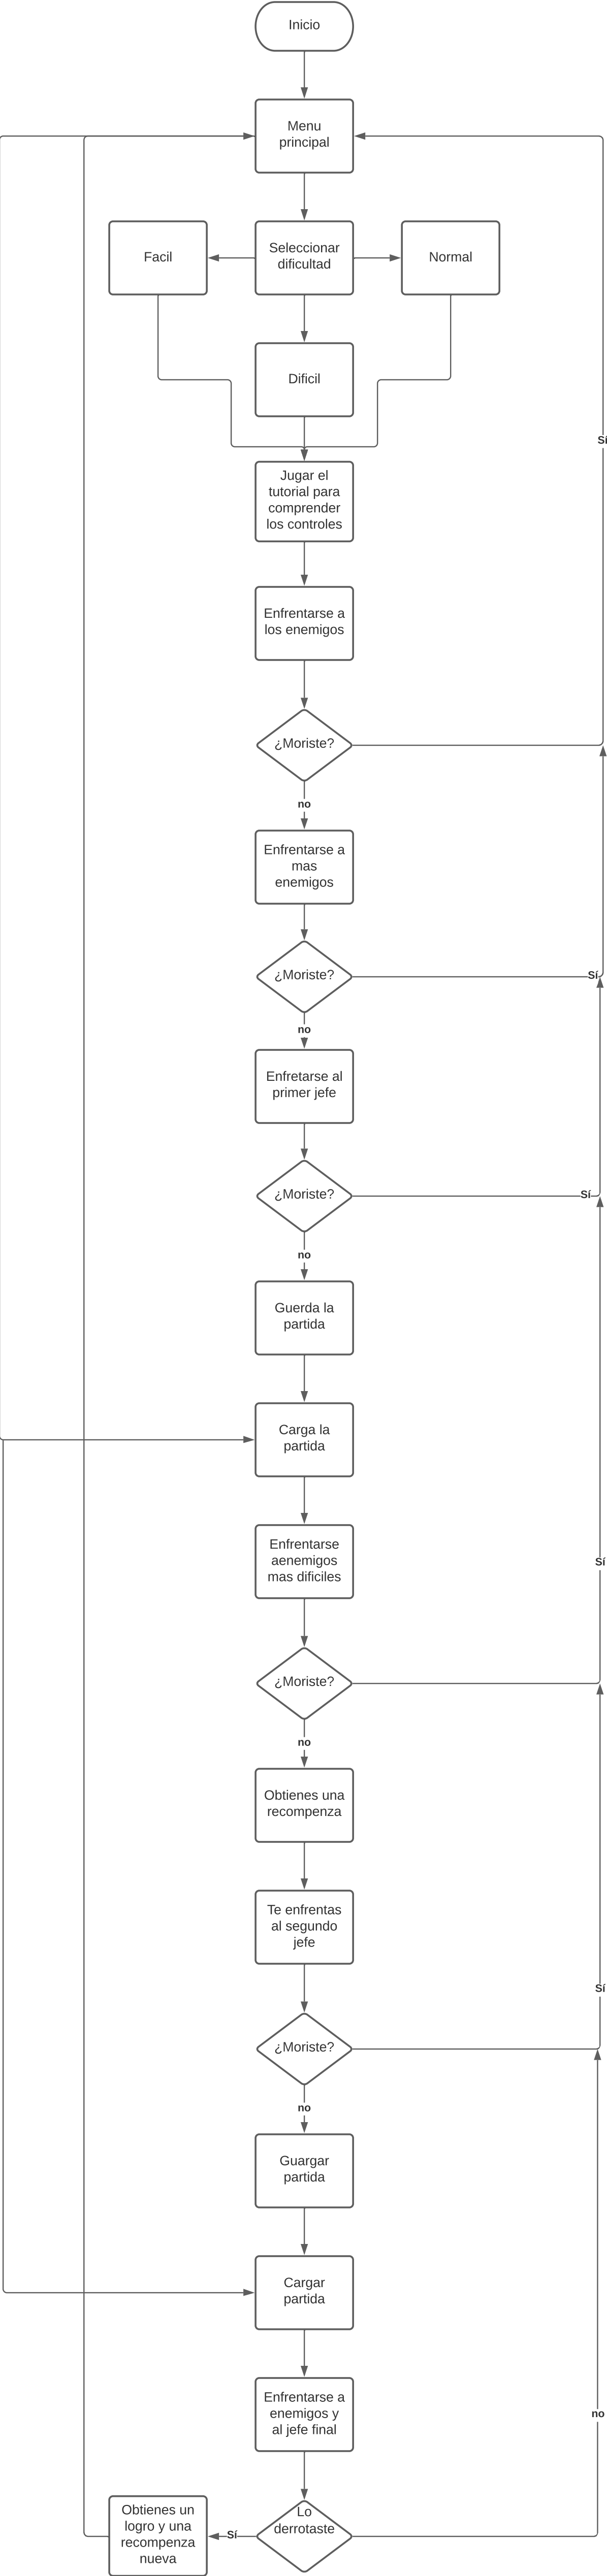 Inicio
Menu
principal
Facil
Seleccionar
dificultad
Normal
Dificil
Sí
Jugar el
tutorial para
comprender
los controles
Enfrentarse a
los enemigos
¿Moriste?
no
Enfrentarse a
mas
enemigos
¿Moriste?
Sí
no
Enfretarse al
primer jefe
¿Moriste?
Sí
no
Guerda la
partida
Carga la
partida
Enfrentarse
aenemigos
mas dificiles
Sí
¿Moriste?
no
Obtienes una
recompenza
Te enfrentas
al segundo
jefe
Sí
¿Moriste?
no
Guargar
partida
Cargar
partida
Enfrentarse a
enemigos y
al jefe final
no
Lo
derrotaste
Sí
Obtienes un
logro y una
recompenza
nueva